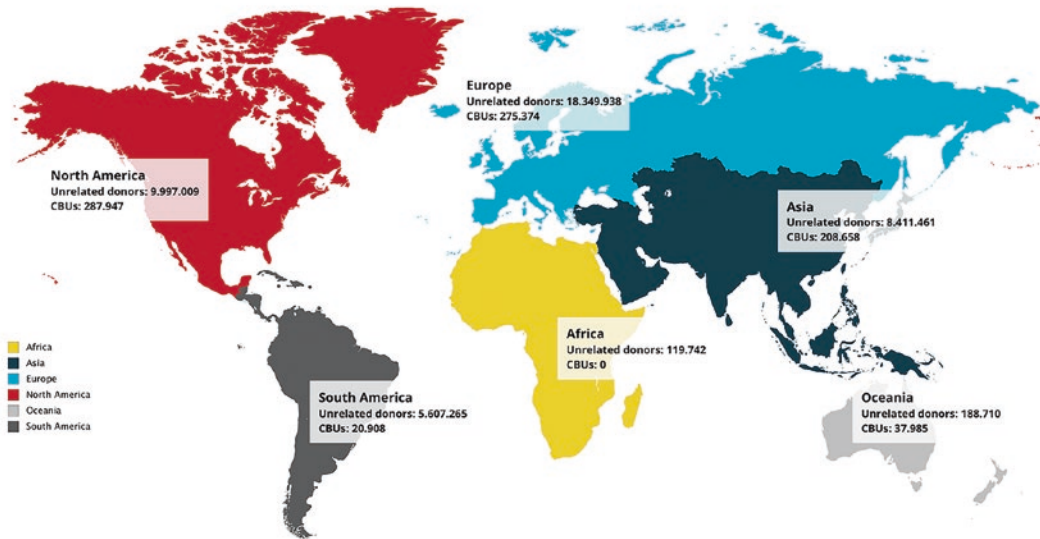 Europe
Unrelated donors: 18.349.938
CBUs: 275.374
North America
Unrelated donors: 9.997.009
CBUs: 287.947
Asia
Unrelated donors: 8.411.461
CBUs: 208.658
Africa
Unrelated donors: 119.742
CBUs: 0
South America
Unrelated donors: 5.607.265
CBUs: 20.908
Oceania
Unrelated donors: 188.710
CBUs: 37.985
Africa
Asia
Europe
North America
Oceania
South America